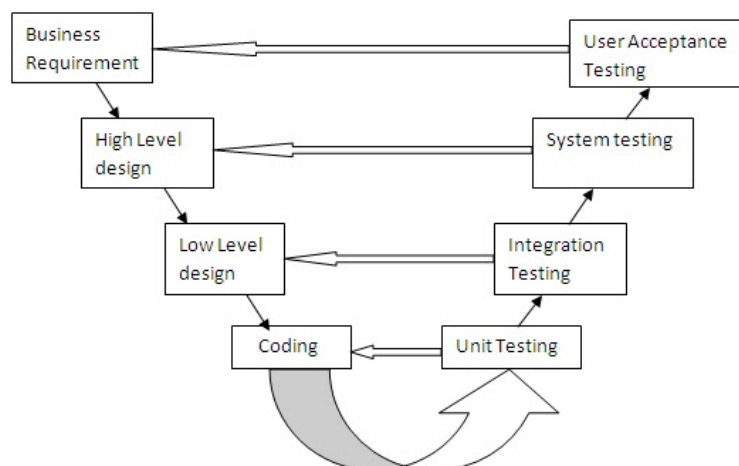 Business
Requirement
User Acceptance
Testing
High Level
design
System testing
Low Level
design
Integration
Testing
Coding
Unit Testing